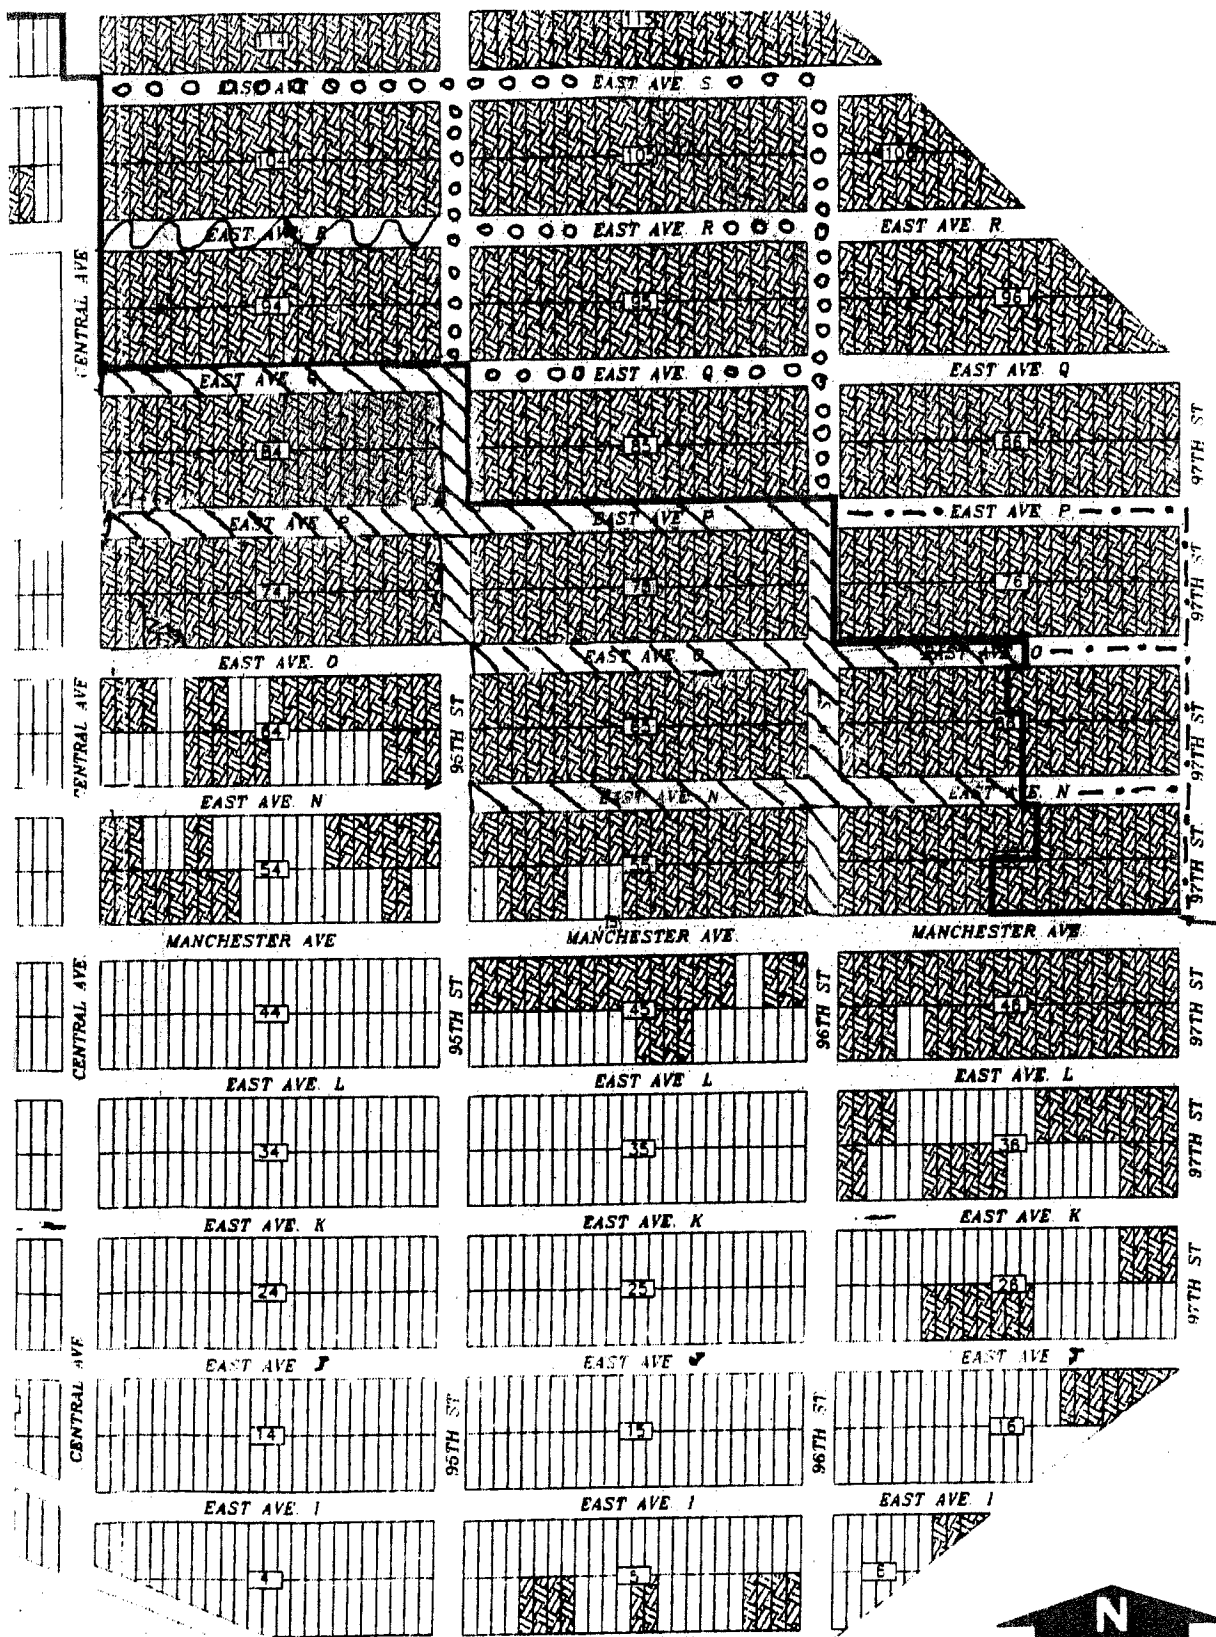 114
115
EAST AVE. S
104
105
106
EAST AVE. R
EAST AVE. R
EAST AVE. R
CENTRAL AVE
94
95
96
EAST AVE. Q
EAST AVE. Q
EAST AVE. Q
84
85
86
97TH ST
EAST AVE P
EAST AVE P
EAST AVE P
74
75
76
97TH ST
EAST AVE. O
EAST AVE. O
EAST AVE O
CENTRAL AVE
64
95TH ST
65
97TH ST
EAST AVE. N
EAST AVE. N
EAST AVE. N
54
55
97TH ST.
MANCHESTER AVE
MANCHESTER AVE.
MANCHESTER AVE
CENTRAL AVE.
44
95TH ST
45
96TH ST
46
97TH ST
EAST AVE. L
EAST AVE. L
EAST AVE. L
34
35
36
97TH ST
EAST AVE. K
EAST AVE. K
EAST AVE. K
24
25
26
97TH ST
EAST AVE J
EAST AVE J
EAST AVE J
CENTRAL AVE
14
95TH ST
15
96TH ST
16
EAST AVE. I
EAST AVE. I
EAST AVE. I
4
5
6
N